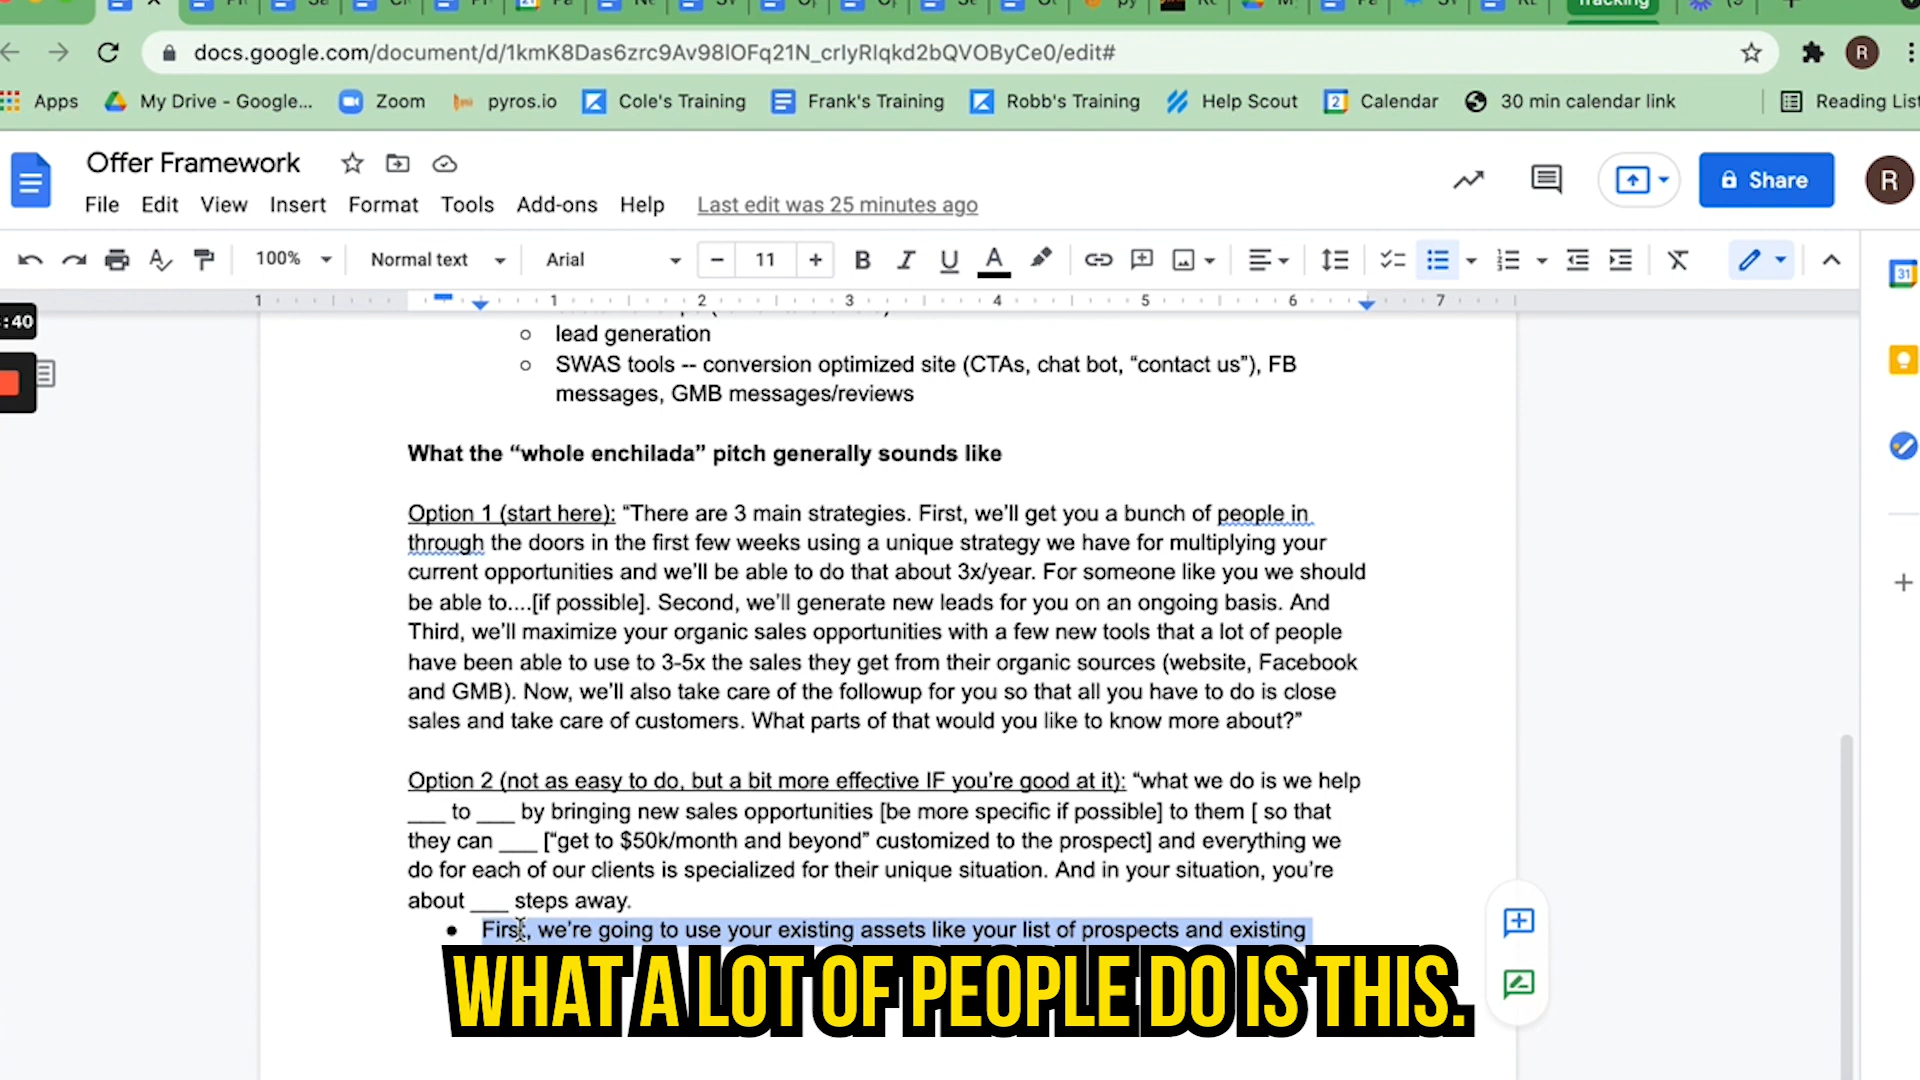 Tracking
docs.google.com/document/d/1kmK8Das6zrc9Av98lOFq21N_crIyRlqkd2bQVOByCe0/edit#
R
Apps
My Drive - Google...
Zoom
pyros.io
Cole's Training
Frank's Training
Robb's Training
Help Scout
2
Calendar
30 min calendar link
Reading List
Offer Framework
Share
R
File Edit View Insert Format Tools Add-ons Help
Last edit was 25 minutes ago
100%
Normal text
Arial
11
B I U A
31
1 1 2 3 4 5 6 7
:40
○ lead generation
○ SWAS tools -- conversion optimized site (CTAs, chat bot, “contact us”), FB
messages, GMB messages/reviews
What the “whole enchilada” pitch generally sounds like
Option 1 (start here): “There are 3 main strategies. First, we’ll get you a bunch of people in
through the doors in the first few weeks using a unique strategy we have for multiplying your
current opportunities and we’ll be able to do that about 3x/year. For someone like you we should
be able to....[if possible]. Second, we’ll generate new leads for you on an ongoing basis. And
Third, we’ll maximize your organic sales opportunities with a few new tools that a lot of people
have been able to use to 3-5x the sales they get from their organic sources (website, Facebook
and GMB). Now, we’ll also take care of the followup for you so that all you have to do is close
sales and take care of customers. What parts of that would you like to know more about?”
Option 2 (not as easy to do, but a bit more effective IF you’re good at it): “what we do is we help
___ to ___ by bringing new sales opportunities [be more specific if possible] to them [ so that
they can ___ [“get to $50k/month and beyond” customized to the prospect] and everything we
do for each of our clients is specialized for their unique situation. And in your situation, you’re
about ___ steps away.
● First, we’re going to use your existing assets like your list of prospects and existing
WHAT A LOT OF PEOPLE DO IS THIS.